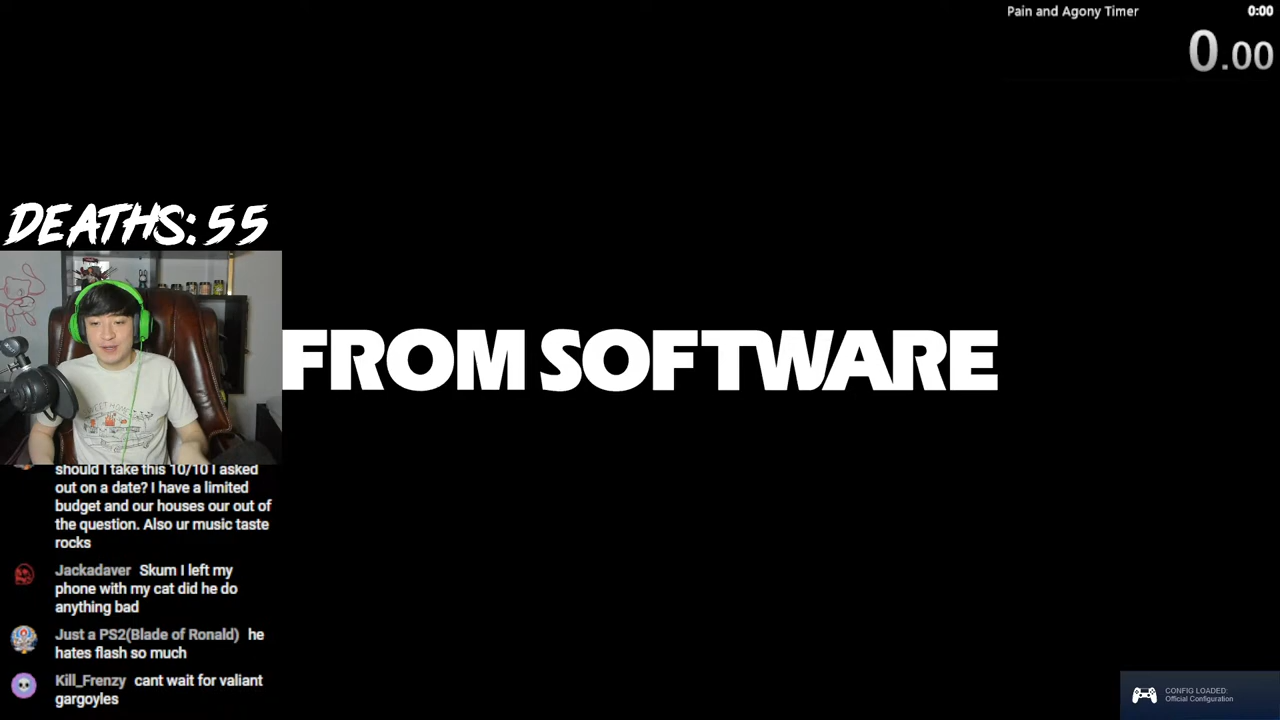 Pain and Agony Timer 0:00
0.00
DEATHS: 55
FROM SOFTWARE
should I take this 10/10 I asked
out on a date? I have a limited
budget and our houses our out of
the question. Also ur music taste
rocks
Jackadaver Skum I left my
phone with my cat did he do
anything bad
Just a PS2(Blade of Ronald) he
hates flash so much
Kill_Frenzy cant wait for valiant
gargoyles
CONFIG LOADED:
Official Configuration